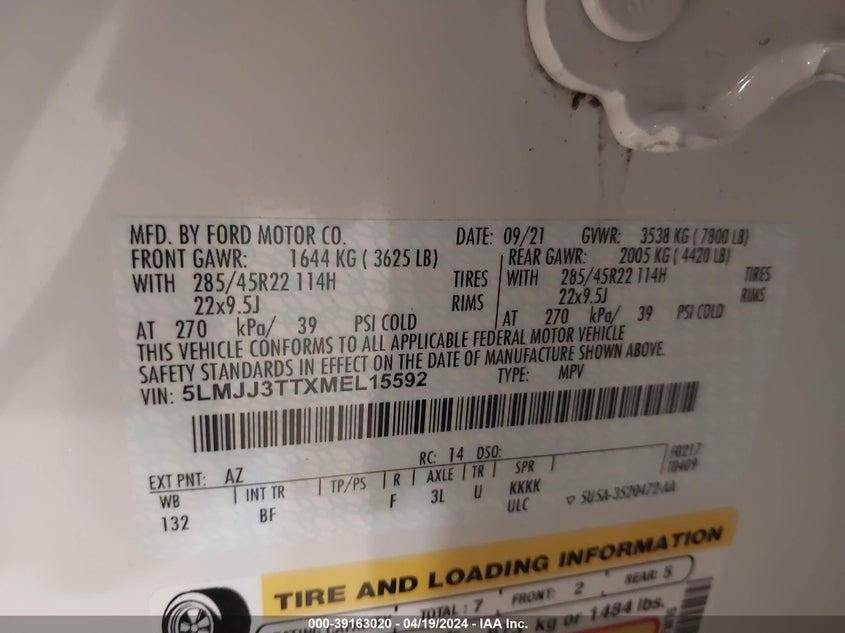 MFD. BY FORD MOTOR CO. DATE: 09/21 GVWR: 3538 KG ( 7800 LB)
FRONT GAWR: 1644 KG ( 3625 LB) REAR GAWR: 2005 KG ( 4420 LB)
WITH 285/45R22 114H TIRES WITH 285/45R22 114H TIRES
22x9.5J RIMS 22x9.5J RIMS
AT 270 kPa/ 39 PSI COLD AT 270 kPa/ 39 PSI COLD
THIS VEHICLE CONFORMS TO ALL APPLICABLE FEDERAL MOTOR VEHICLE
SAFETY STANDARDS IN EFFECT ON THE DATE OF MANUFACTURE SHOWN ABOVE.
VIN: 5LMJJ3TTXMEL15592 TYPE: MPV
F0217
T0409
EXT PNT: AZ RC: 14 DSO:
WB INT TR TP/PS R AXLE TR SPR
132 BF F 3L U KKKK
ULC
5U5A-3520472-AA
TIRE AND LOADING INFORMATION
TOTAL : 7 FRONT: 2 REAR: 5
kg or 1484 lbs.
000-39163020 - 04/19/2024 - IAA Inc.